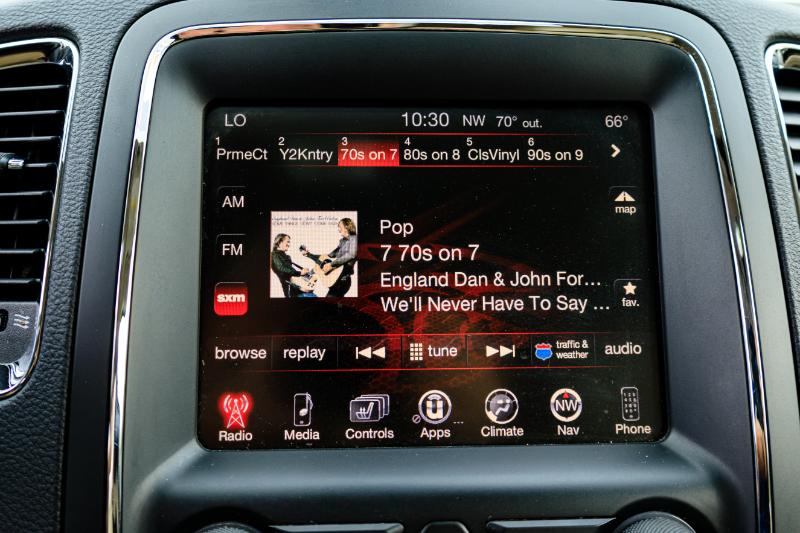 LO 10:30 NW 70° out. 66°
1 PrmeCt 2 Y2Kntry 3 70s on 7 4 80s on 8 5 ClsVinyl 6 90s on 9
AM
map
Pop
FM
7 70s on 7
England Dan & John For...
sxm
fav.
We'll Never Have To Say ...
browse replay tune traffic & weather audio
NW
Radio Media Controls Apps Climate Nav Phone